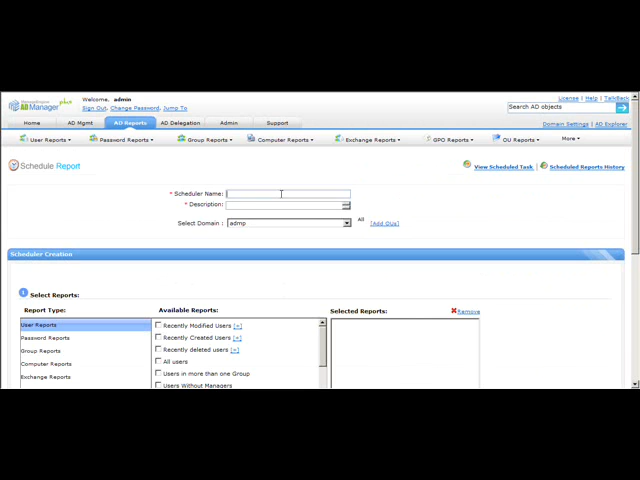 ManageEngine
ADManager plus
Welcome, admin
Sign Out, Change Password, Jump To
License | Help | TalkBack
Search AD objects
Domain Settings | AD Explorer
Home AD Mgmt AD Reports AD Delegation Admin Support
User Reports Password Reports Group Reports Computer Reports Exchange Reports GPO Reports OU Reports More
Schedule Report
View Scheduled Task Scheduled Reports History
* Scheduler Name:
* Description:
Select Domain : admp All [Add OUs]
Scheduler Creation
Select Reports:
Report Type: Available Reports: Selected Reports: Remove
User Reports
Password Reports
Group Reports
Computer Reports
Exchange Reports
Recently Modified Users [+]
Recently Created Users [+]
Recently deleted users [+]
All users
Users in more than one Group
Users Without Managers